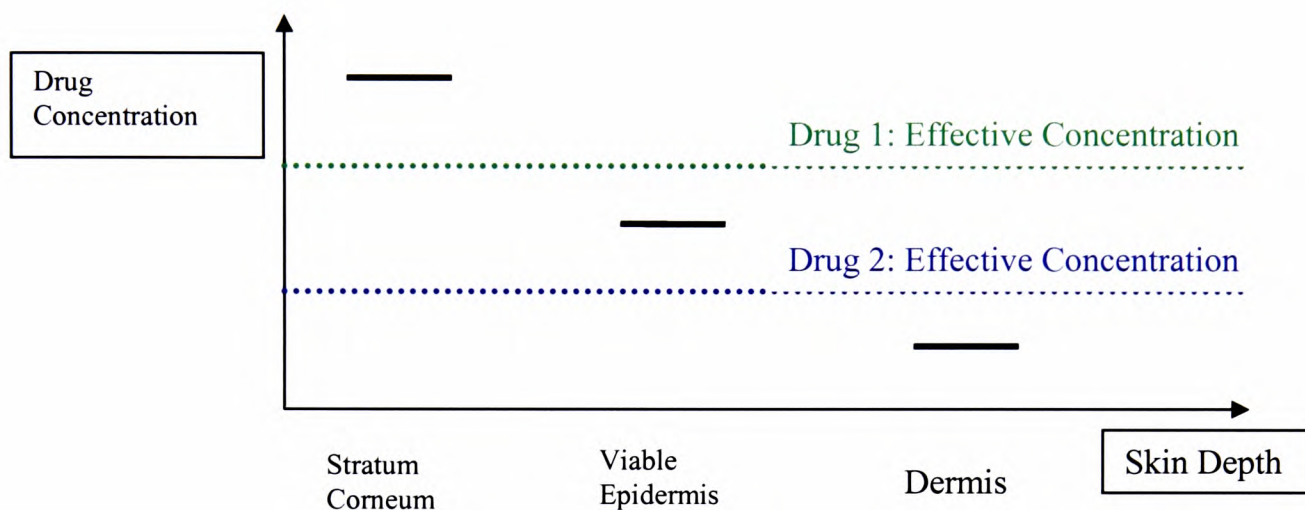 Drug
Concentration
Drug 1: Effective Concentration
Drug 2: Effective Concentration
Stratum
Corneum
Viable
Epidermis
Dermis
Skin Depth